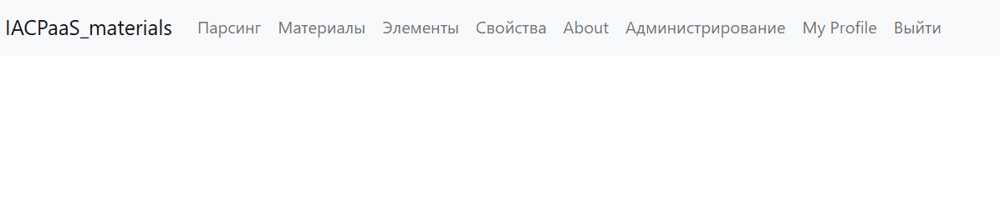 IACPaaS_materials Парсинг Материалы Элементы Свойства About Администрирование My Profile Выйти